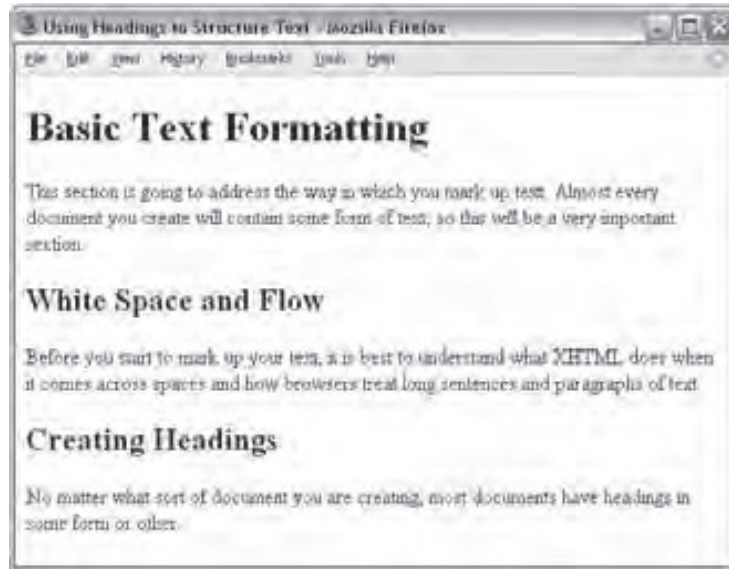 Using Headings to Structure Text - Mozilla Firefox
File Edit View History Bookmarks Tools Help
Basic Text Formatting
This section is going to address the way in which you mark up text. Almost every
document you create will contain some form of text, so this will be a very important
section.
White Space and Flow
Before you start to mark up your text, it is best to understand what XHTML does when
it comes across spaces and how browsers treat long sentences and paragraphs of text.
Creating Headings
No matter what sort of document you are creating, most documents have headings in
some form or other.